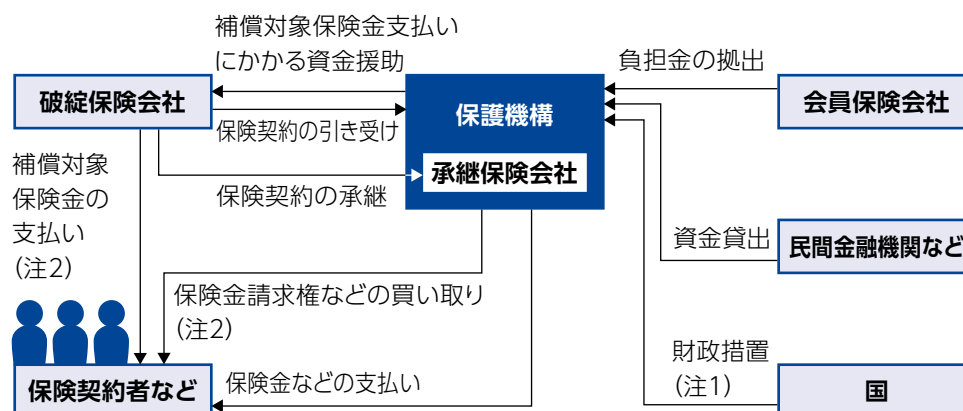 補償対象保険金支払い
にかかる資金援助
負担金の拠出
破綻保険会社
保護機構
会員保険会社
保険契約の引き受け
補償対象
保険金の
支払い
(注2)
承継保険会社
保険契約の承継
資金貸出
民間金融機関など
保険金請求権などの買い取り
(注2)
財政措置
(注1)
保険契約者など
保険金などの支払い
国